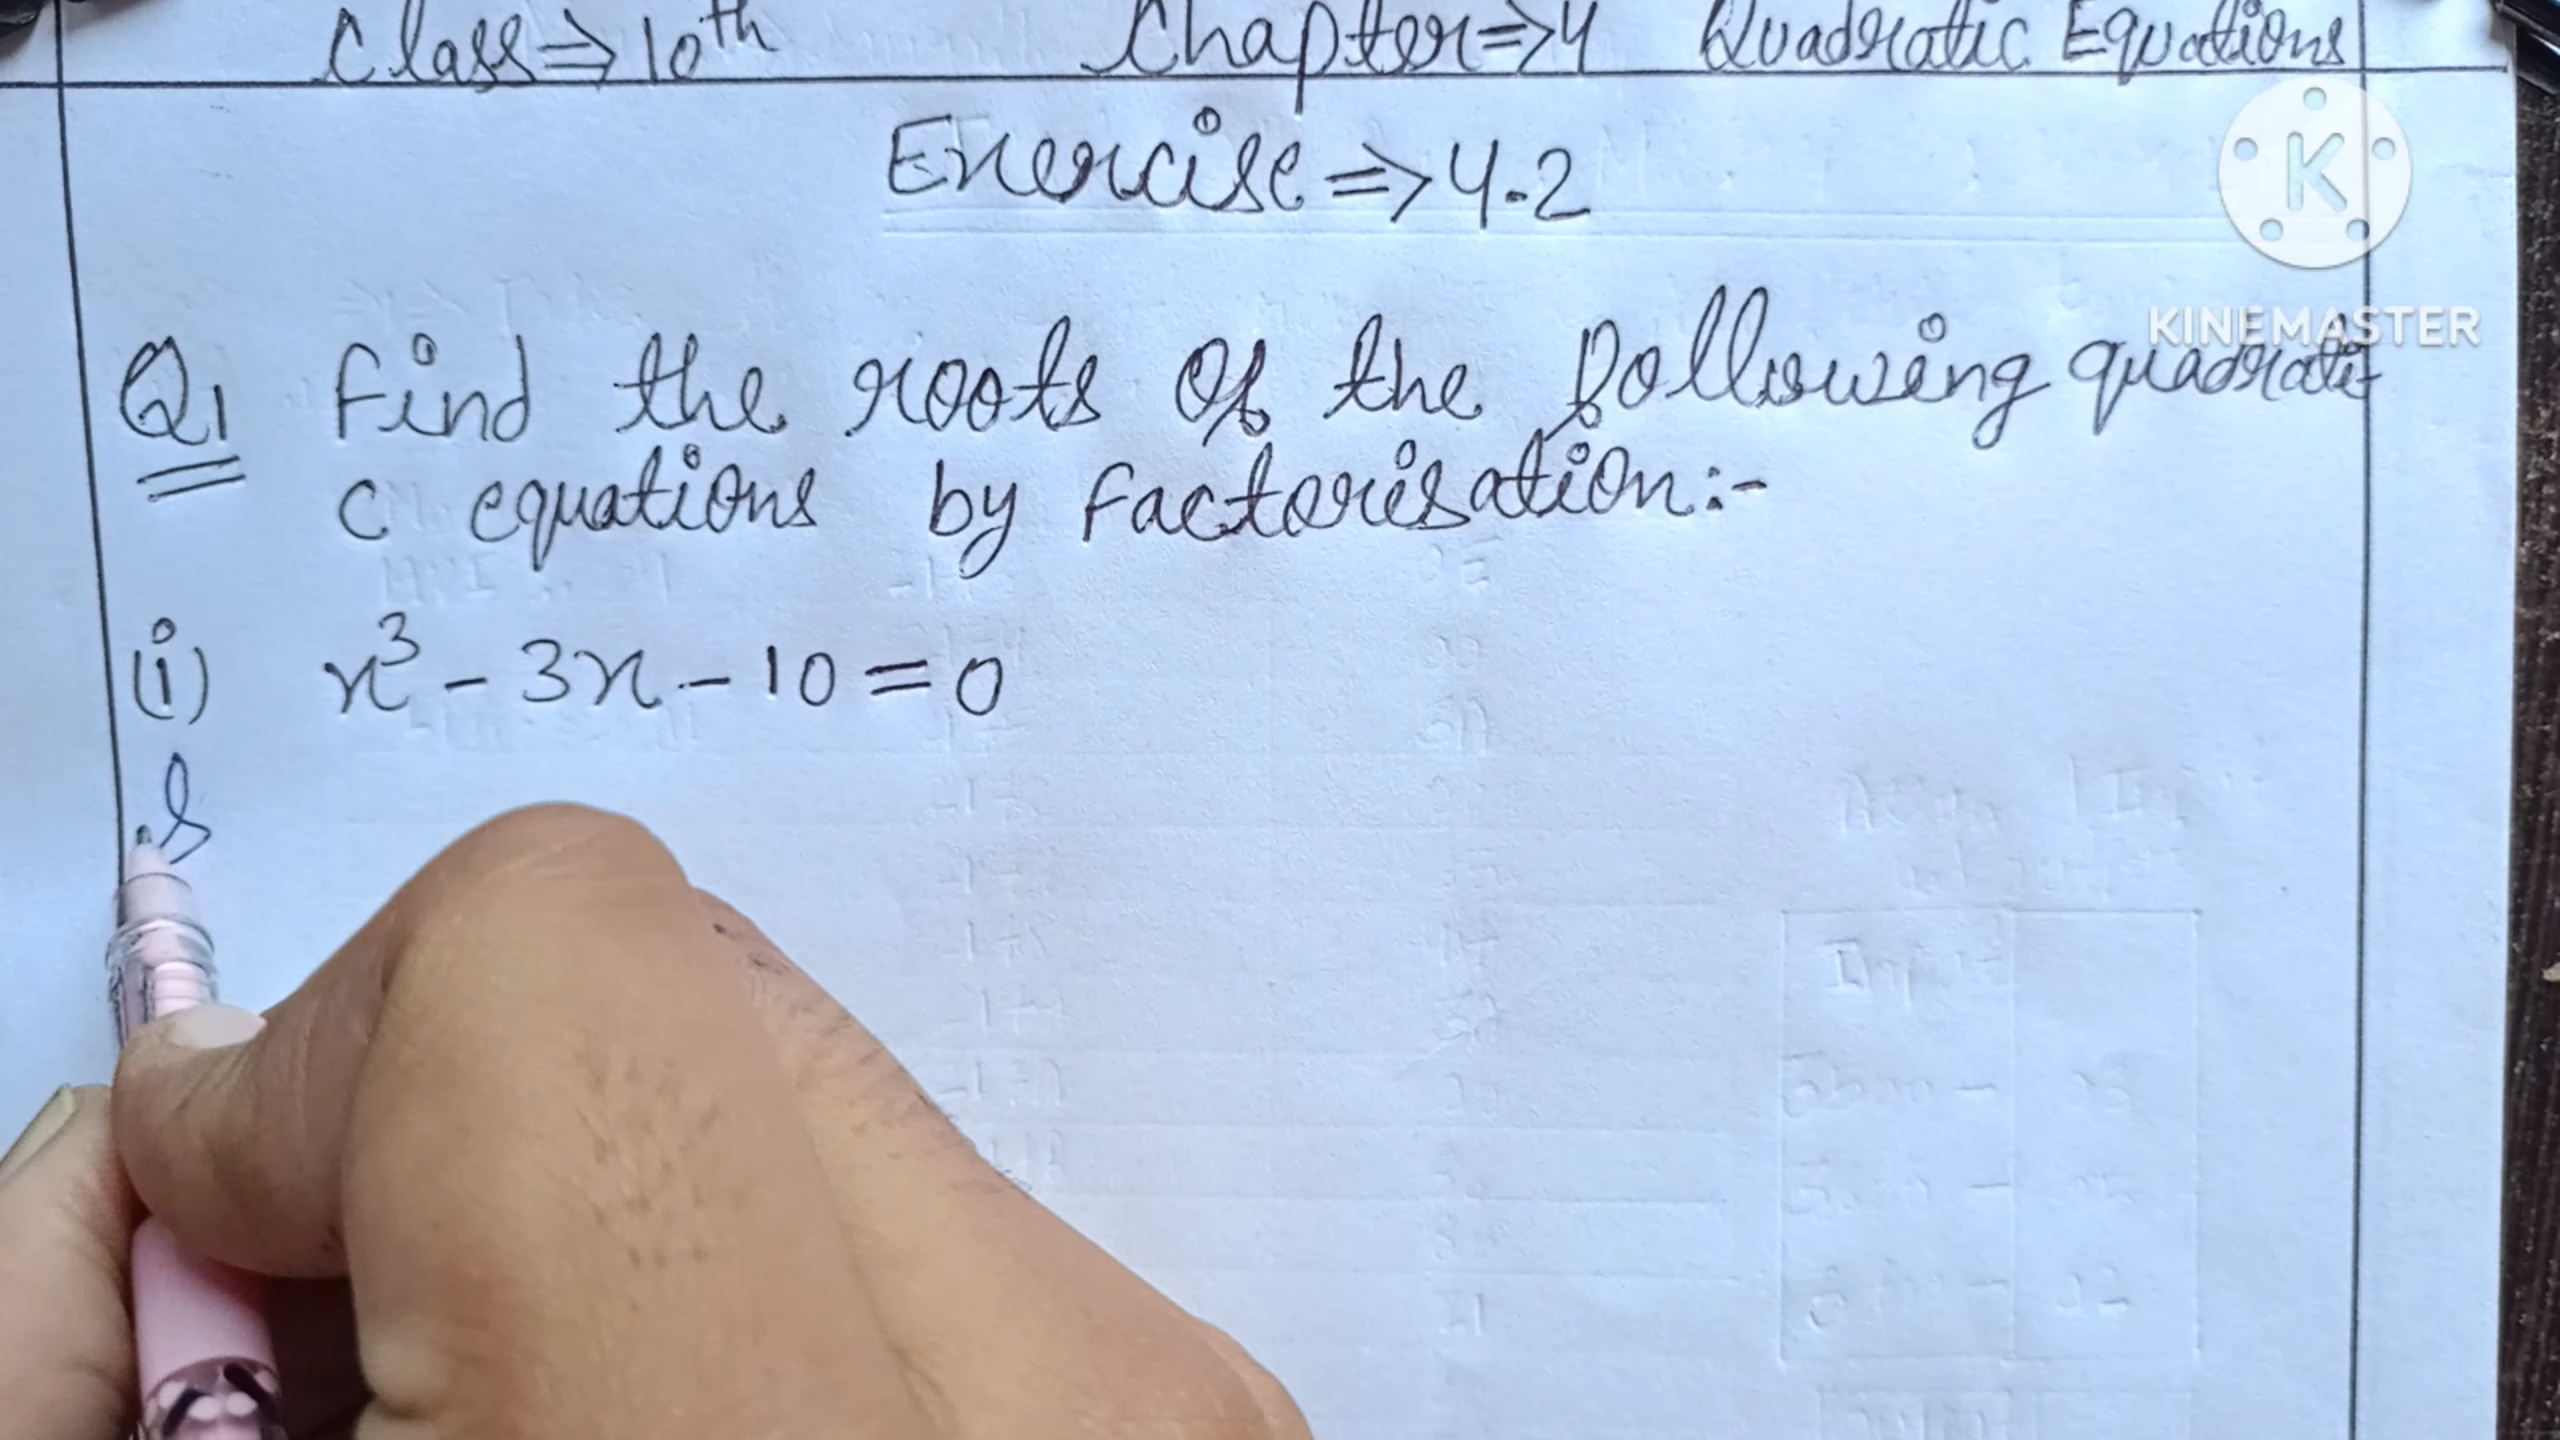 Class ⇒ 10th Chapter ⇒ 4 Quadratic Equations
Exercise ⇒ 4.2
K
KINEMASTER
Q1 Find the roots of the following quadrati-
c equations by factorisation:-
(i) x³ - 3x - 10 = 0
S